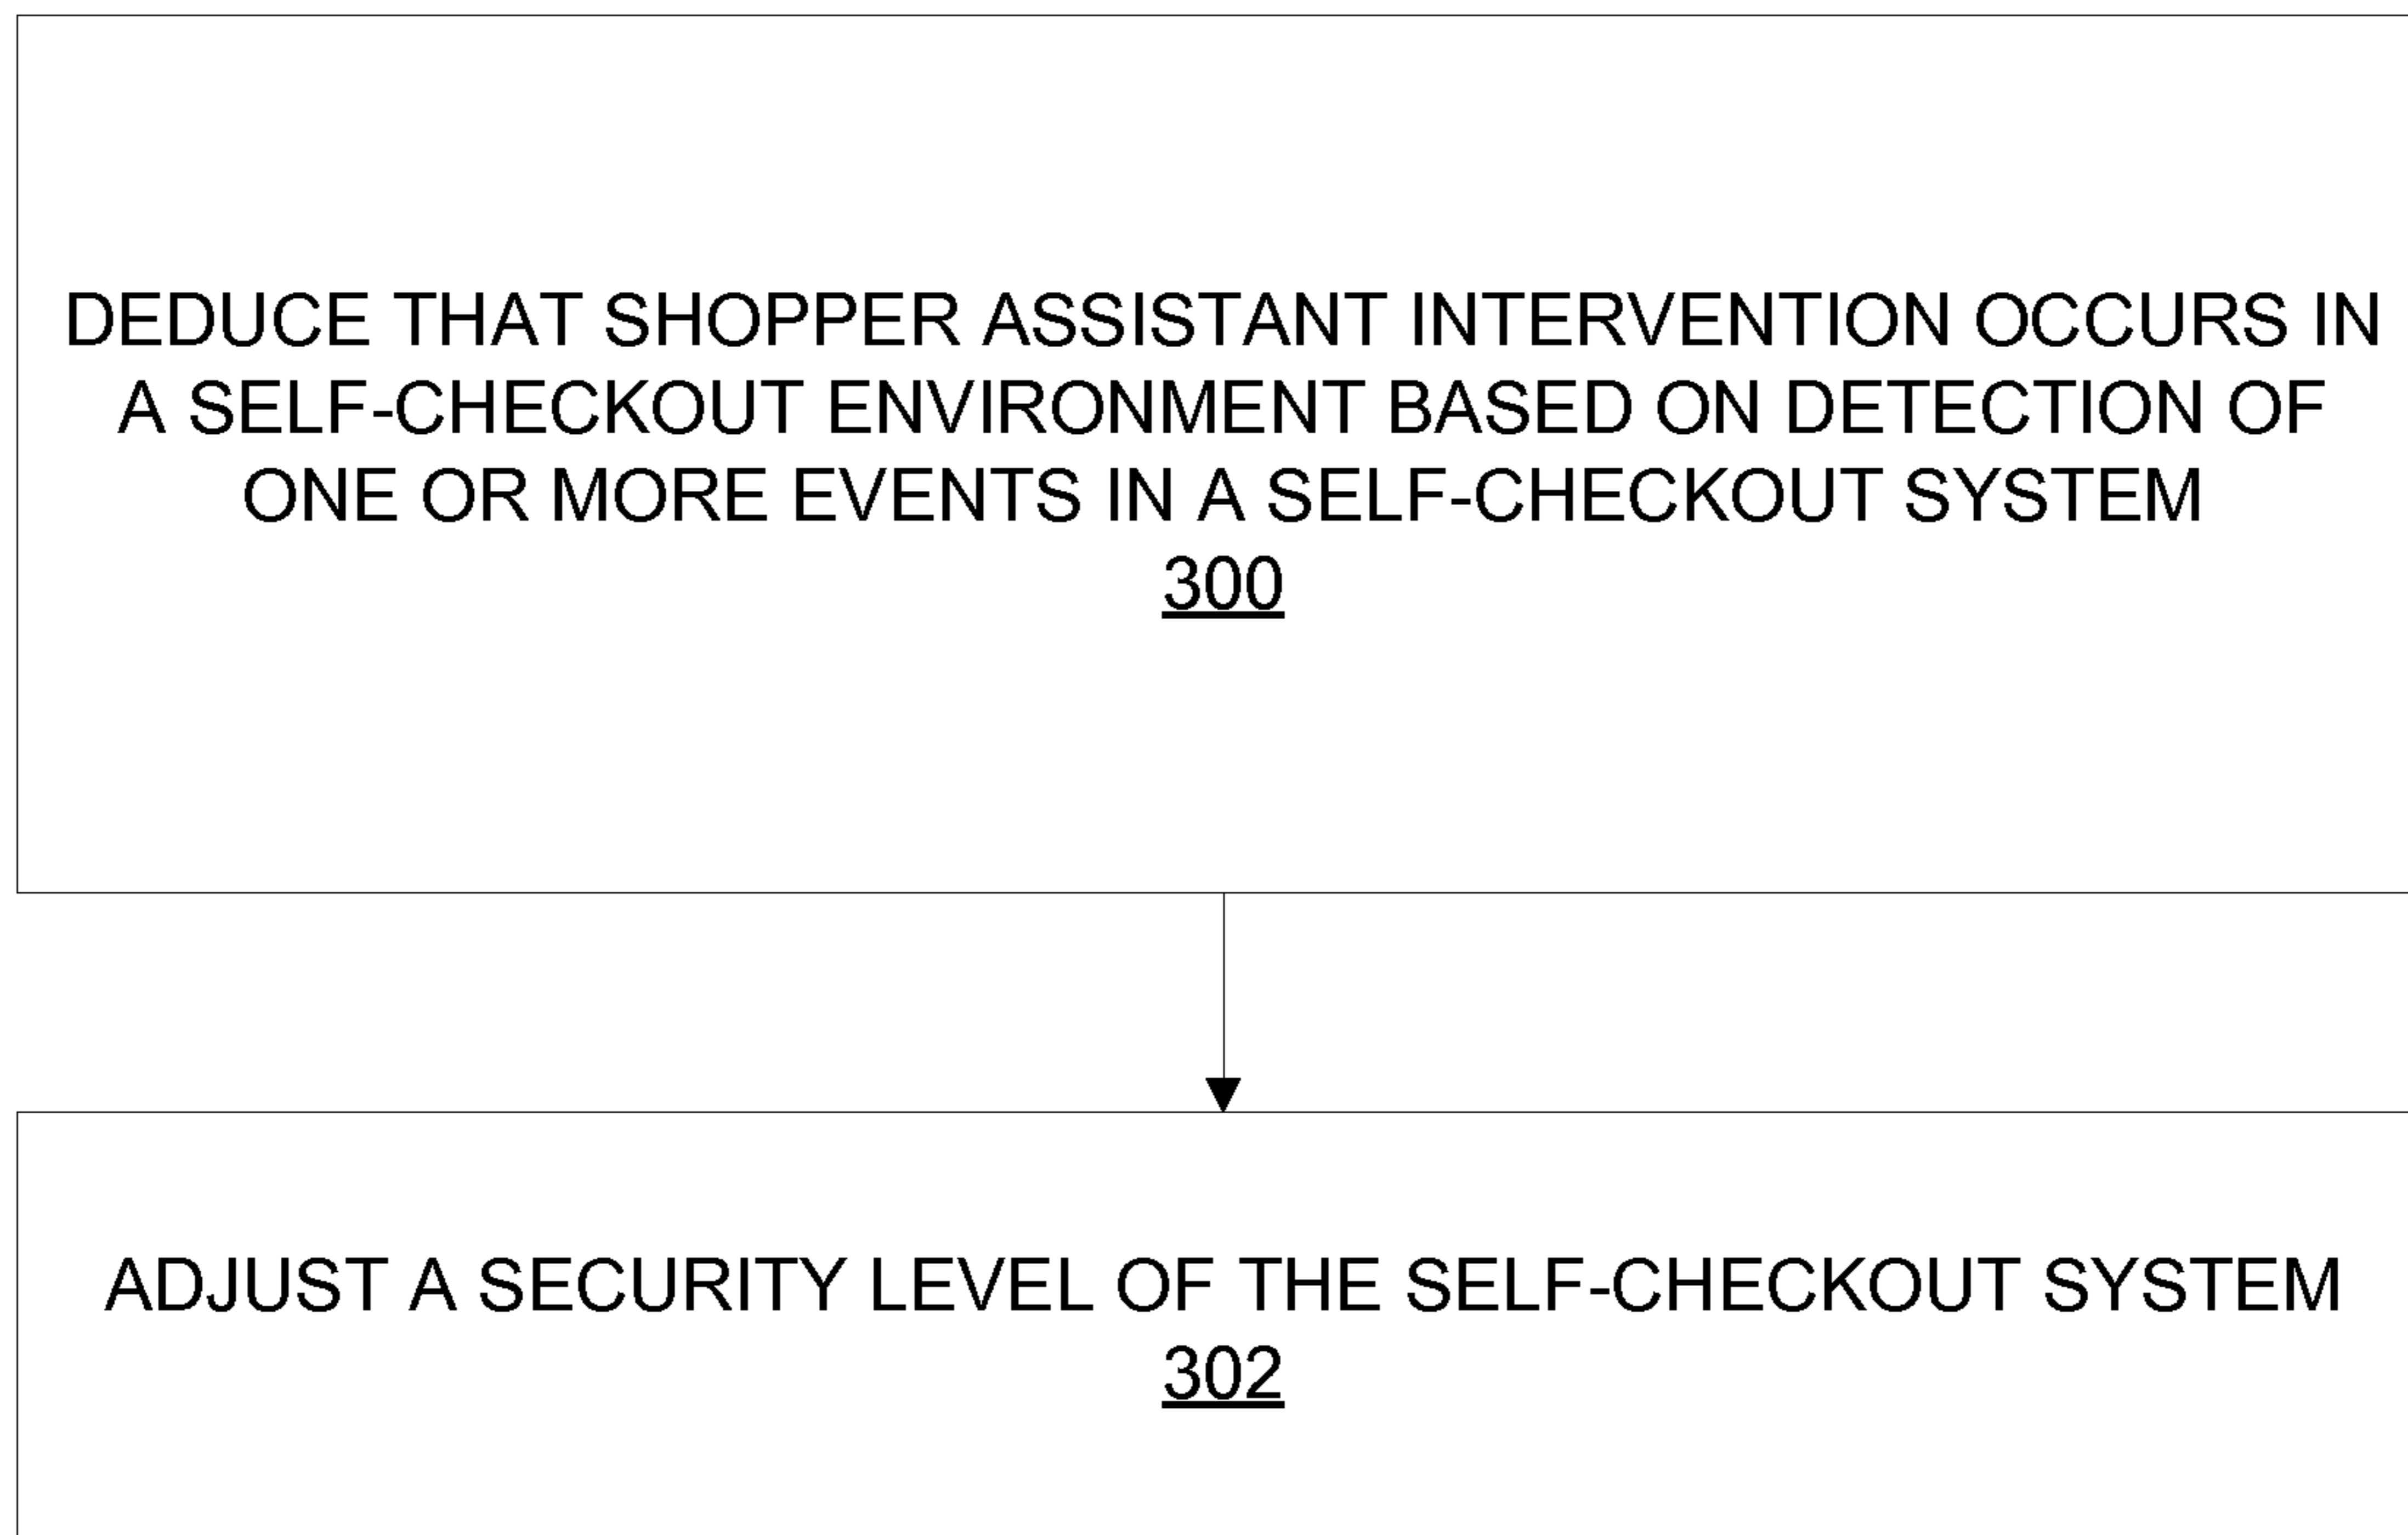 DEDUCE THAT SHOPPER ASSISTANT INTERVENTION OCCURS IN
A SELF-CHECKOUT ENVIRONMENT BASED ON DETECTION OF
ONE OR MORE EVENTS IN A SELF-CHECKOUT SYSTEM
300
ADJUST A SECURITY LEVEL OF THE SELF-CHECKOUT SYSTEM
302